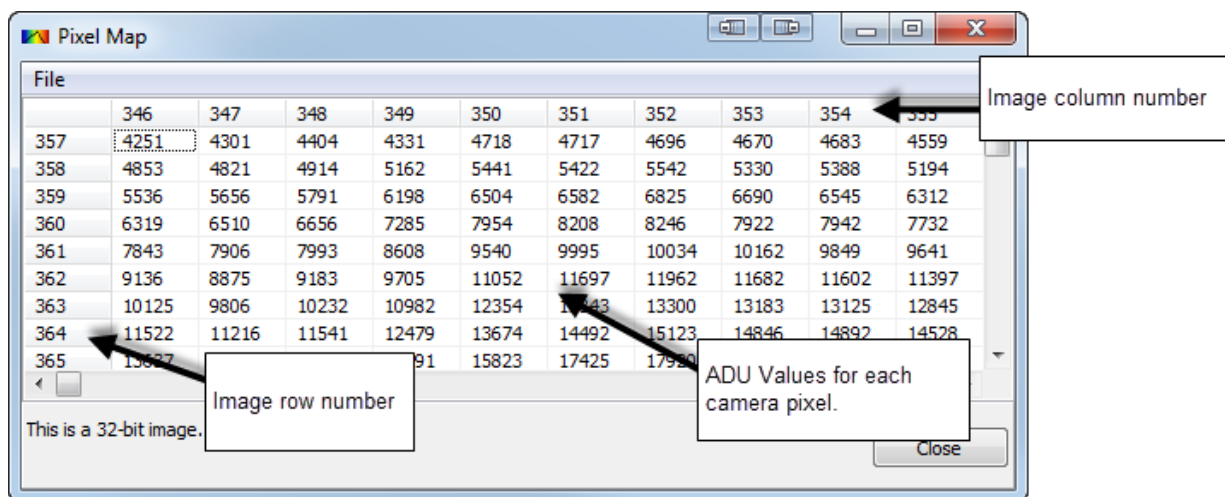 Pixel Map
File
346 347 348 349 350 351 352 353 354
Image column number
357 4251 4301 4404 4331 4718 4717 4696 4670 4683 4559
358 4853 4821 4914 5162 5441 5422 5542 5330 5388 5194
359 5536 5656 5791 6198 6504 6582 6825 6690 6545 6312
360 6319 6510 6656 7285 7954 8208 8246 7922 7942 7732
361 7843 7906 7993 8608 9540 9995 10034 10162 9849 9641
362 9136 8875 9183 9705 11052 11697 11962 11682 11602 11397
363 10125 9806 10232 10982 12354 13300 13183 13125 12845
364 11522 11216 11541 12479 13674 14492 15123 14846 14892 14528
365 15823 17425
Image row number
ADU Values for each
camera pixel.
This is a 32-bit image.
Close